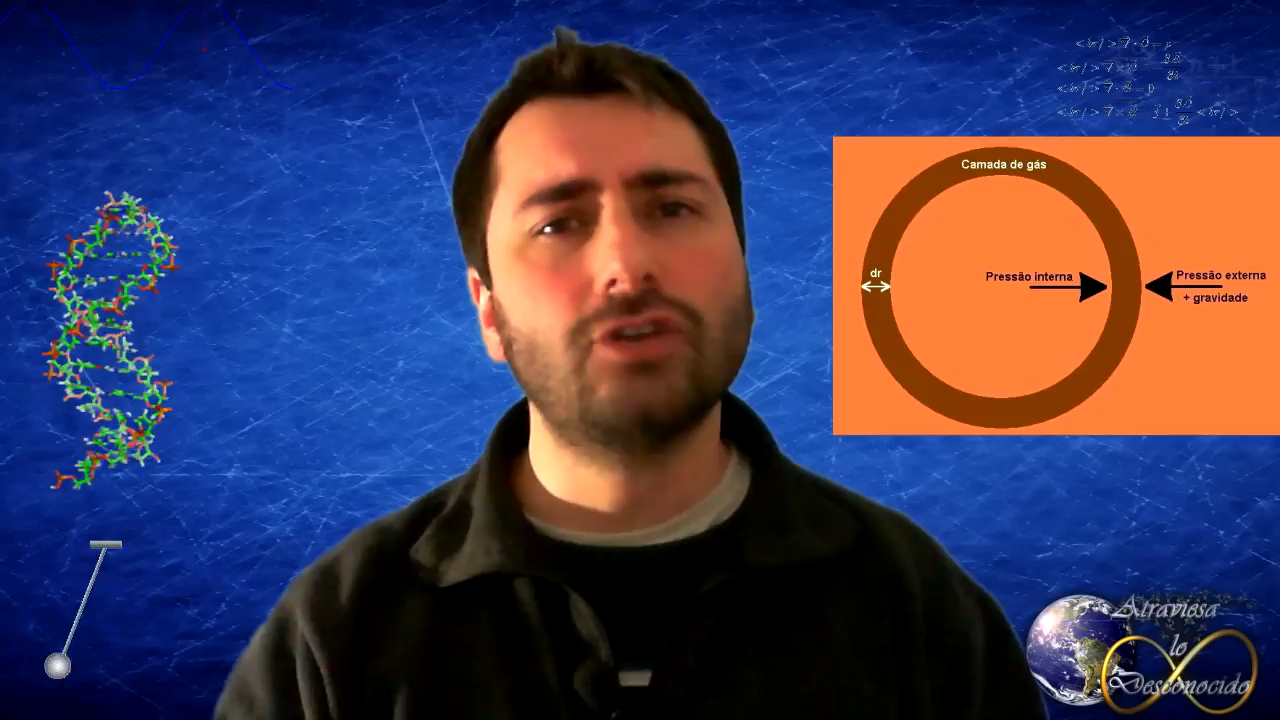 Camada de gás
dr
Pressão interna
Pressão externa
+ gravidade
Atraviesa
lo
Desconocido